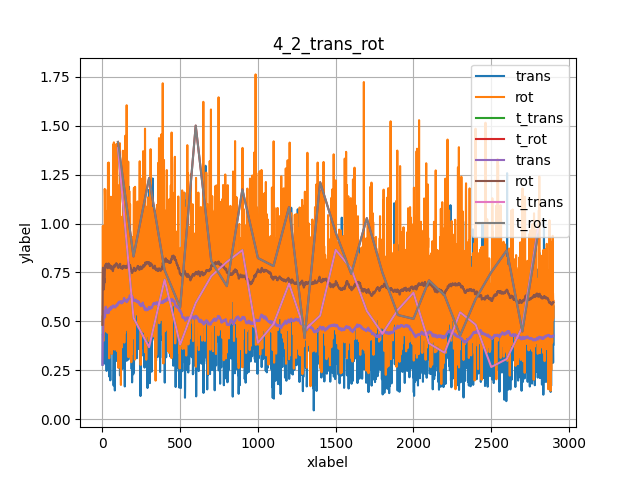 4_2_trans_rot
1.75
1.50
1.25
1.00
0.75
0.50
0.25
0.00
ylabel
trans
rot
t_trans
t_rot
trans
rot
t_trans
t_rot
0
500
1000
1500
2000
2500
3000
xlabel